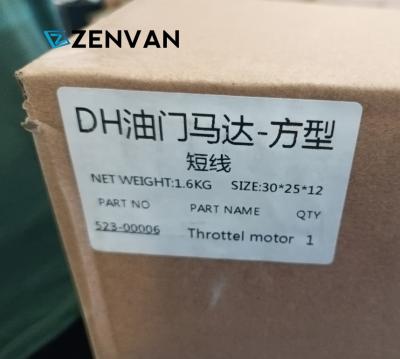 ZENVAN
DH油门马达-方型
短线
NET WEIGHT:1.6KG SIZE:30*25*12
PART NO PART NAME QTY
523-00006 Throttel motor 1